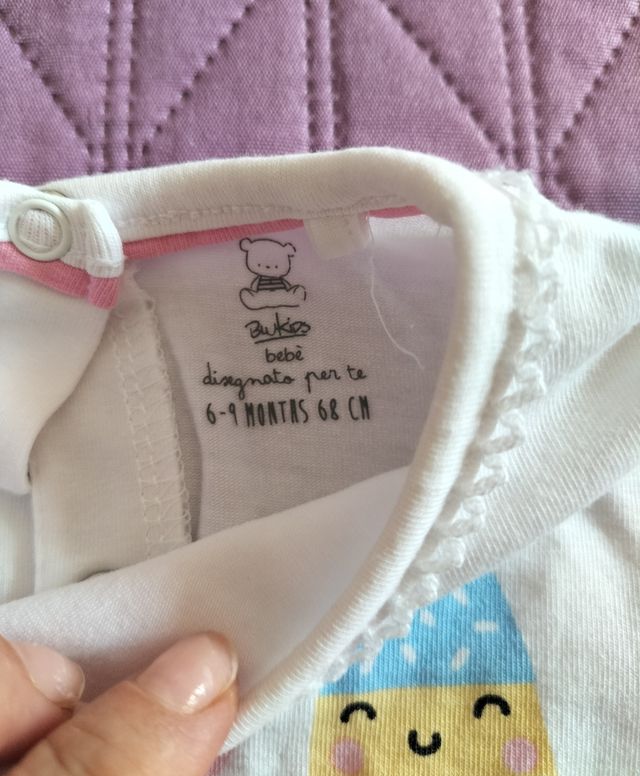 BuKids
bebè
disegnato per te
6-9 MONTHS 68 CM